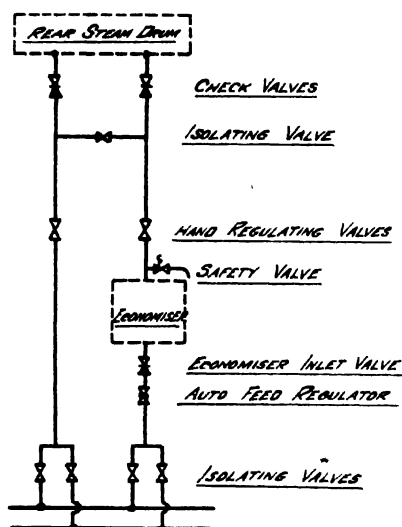 REAR STEAM DRUM
CHECK VALVES
ISOLATING VALVE
HAND REGULATING VALVES
SAFETY VALVE
ECONOMISER
ECONOMISER INLET VALVE
AUTO FEED REGULATOR
ISOLATING VALVES